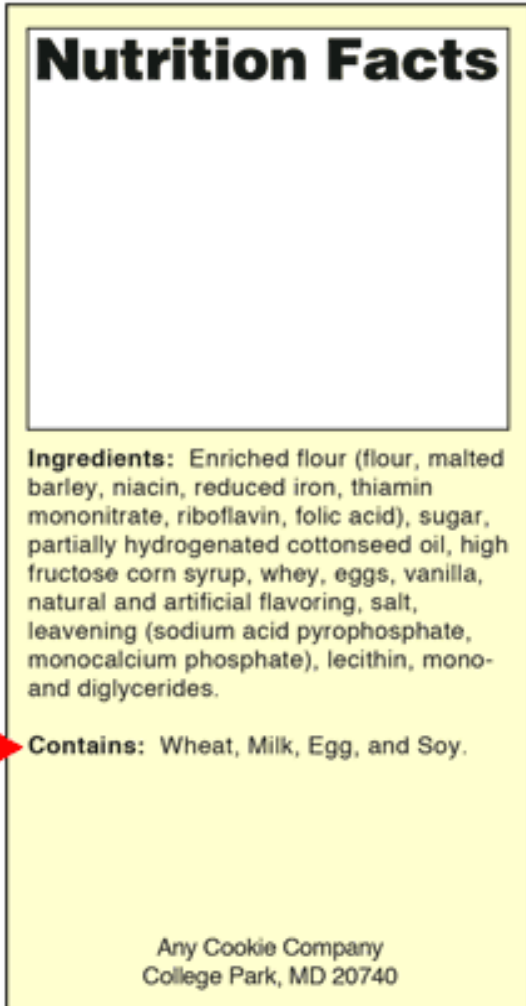 Nutrition Facts
Ingredients: Enriched flour (flour, malted
barley, niacin, reduced iron, thiamin
mononitrate, riboflavin, folic acid), sugar,
partially hydrogenated cottonseed oil, high
fructose corn syrup, whey, eggs, vanilla,
natural and artificial flavoring, salt,
leavening (sodium acid pyrophosphate,
monocalcium phosphate), lecithin, mono-
and diglycerides.
Contains: Wheat, Milk, Egg, and Soy.
Any Cookie Company
College Park, MD 20740